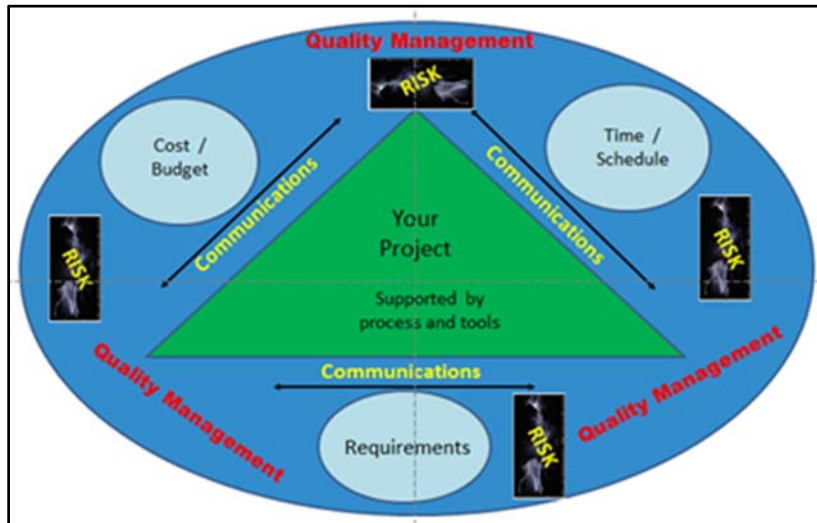 Quality Management
RISK
Cost /
Budget
Time /
Schedule
Communications
Communications
Your
Project
RISK
RISK
Supported by
process and tools
Communications
Quality Management
Quality Management
Requirements
RISK